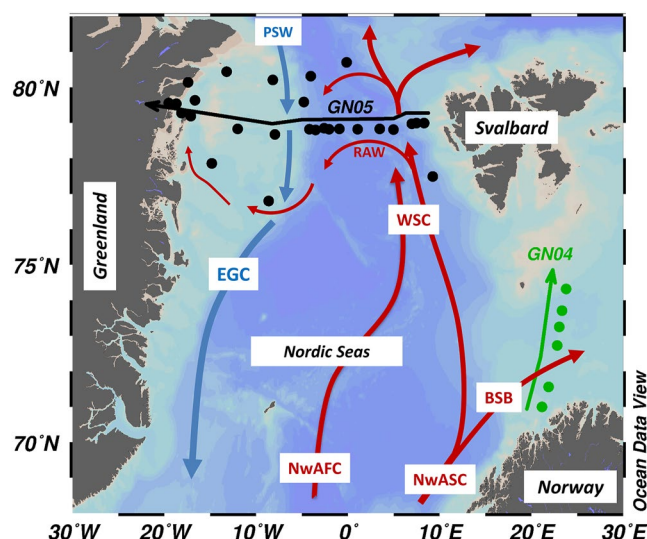 PSW
80°N
GN05
Svalbard
RAW
Greenland
WSC
75°N
EGC
GN04
Nordic Seas
BSB
70°N
NwAFC
NwASC
Norway
Ocean Data View
30°W
20°W
10°W
0°
10°E
20°E
30°E